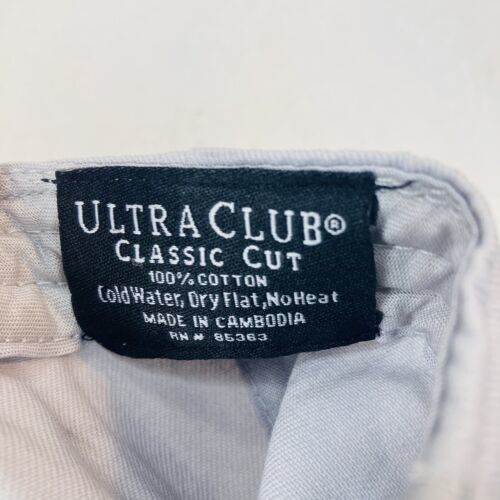 ULTRA CLUB®
CLASSIC CUT
100% COTTON
Cold Water, Dry Flat, No Heat
MADE IN CAMBODIA
RN# 85363